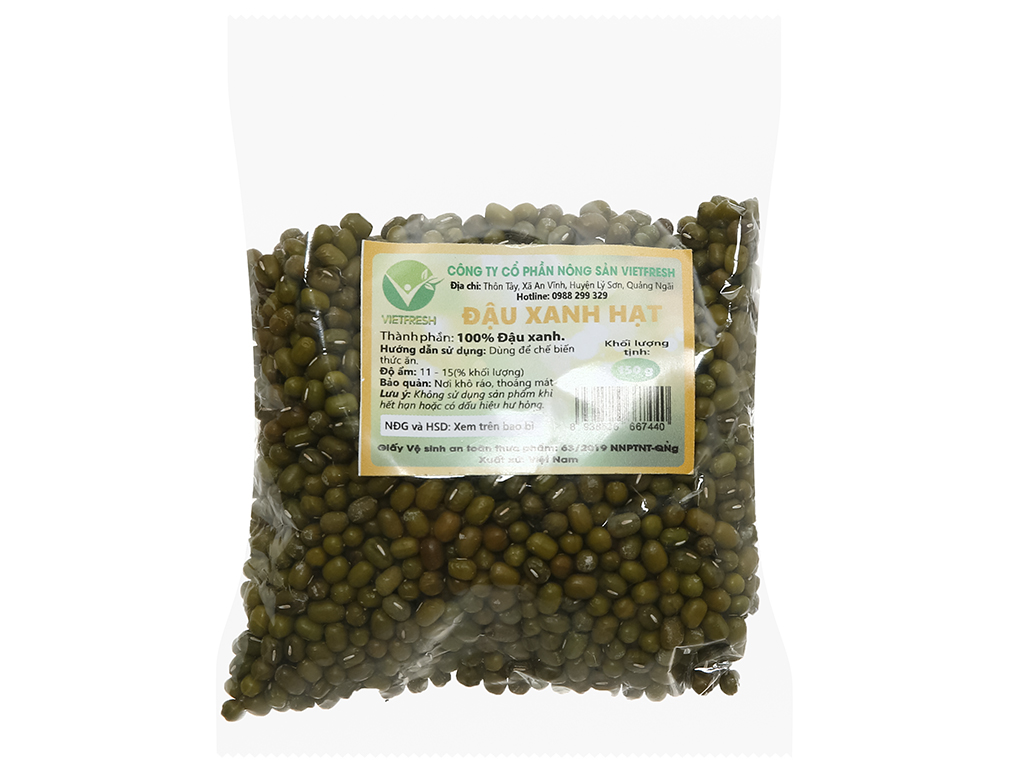 CÔNG TY CỔ PHẦN NÔNG SẢN VIETFRESH
Địa chỉ: Thôn Tây, Xã An Vĩnh, Huyện Lý Sơn, Quảng Ngãi
Hotline: 0988 299 329
VIETFRESH
ĐẬU XANH HẠT
Thành phần: 100% Đậu xanh.
Hướng dẫn sử dụng: Dùng để chế biến
thức ăn.
Độ ẩm: 11 - 15(% khối lượng)
Bảo quản: Nơi khô ráo, thoáng mát
Lưu ý: Không sử dụng sản phẩm khi
hết hạn hoặc có dấu hiệu hư hỏng.
Khối lượng
tịnh:
150 g
NĐG và HSD: Xem trên bao bì
667440
Giấy Vệ sinh an toàn thực phẩm: 63/2019 NNPTNT-QNg
Xuất xứ: Việt Nam